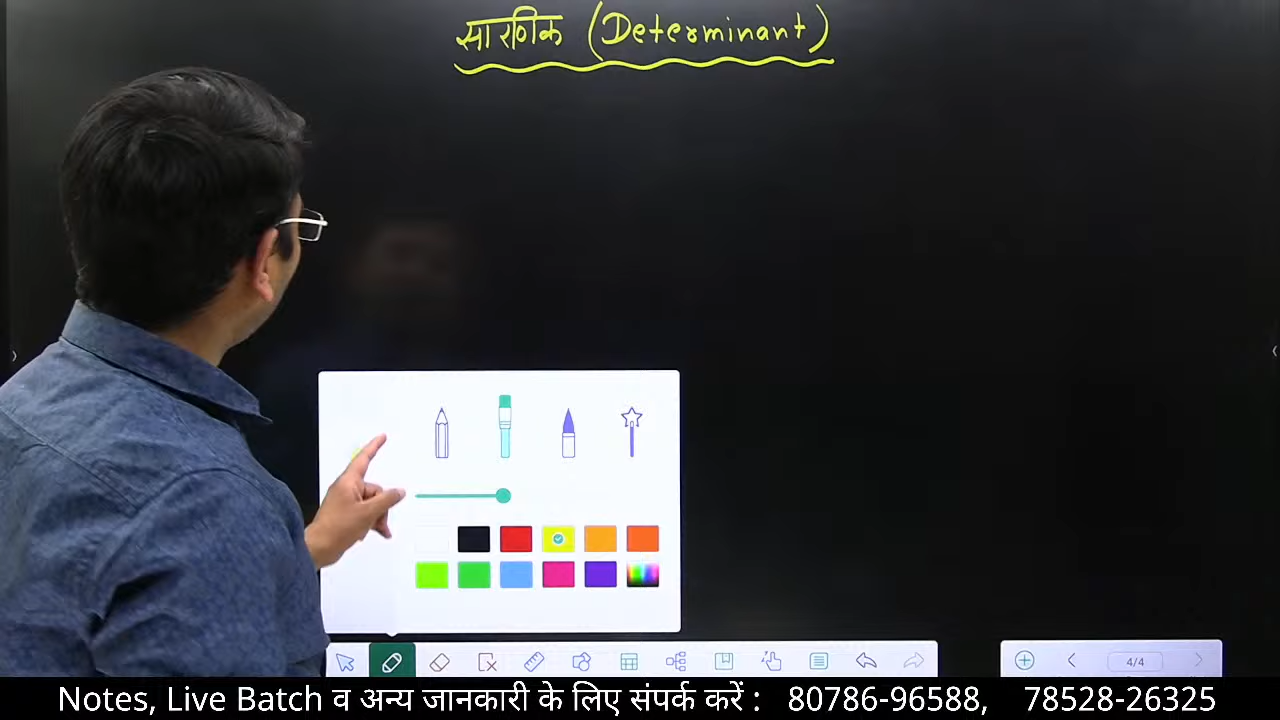 सारणिक (Determinant)
4/4
Notes, Live Batch व अन्य जानकारी के लिए संपर्क करें : 80786-96588, 78528-26325